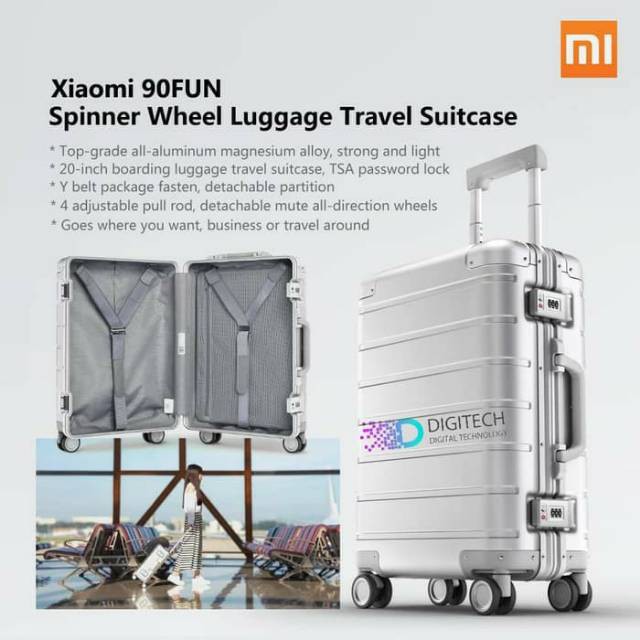 mi
Xiaomi 90FUN
Spinner Wheel Luggage Travel Suitcase
* Top-grade all-aluminum magnesium alloy, strong and light
* 20-inch boarding luggage travel suitcase, TSA password lock
* Y belt package fasten, detachable partition
* 4 adjustable pull rod, detachable mute all-direction wheels
* Goes where you want, business or travel around
D DIGITECH
DIGITAL TECHNOLOGY